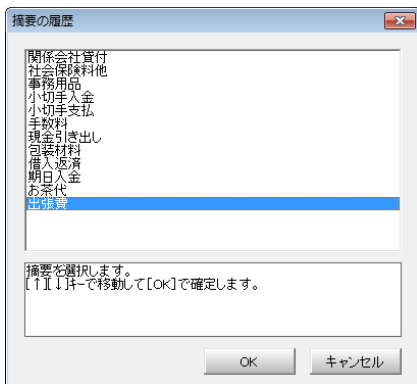 摘要の履歴
関係会社貸付
社会保険料他
事務用品
小切手入金
小切手支払
手数料
現金引き出し
包装材料
借入返済
期日入金
お茶代
出張費
摘要を選択します。
[↑][↓]キーで移動して[OK]で確定します。
OK
キャンセル